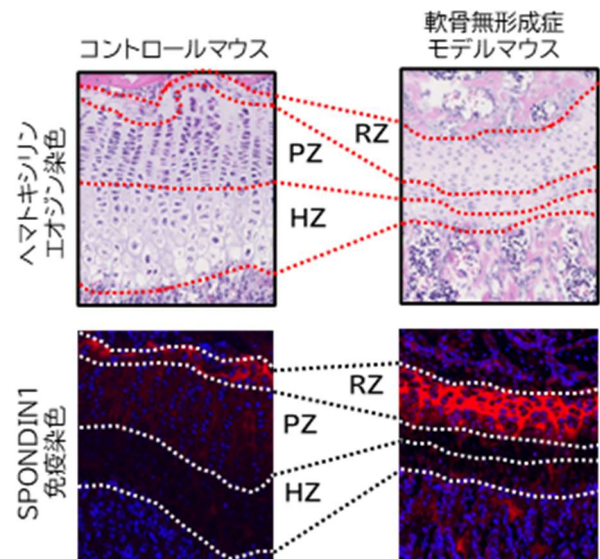 コントロールマウス
軟骨無形成症
モデルマウス
ヘマトキシリン
エオジン染色
RZ
PZ
HZ
SPONDIN1
免疫染色
RZ
PZ
HZ